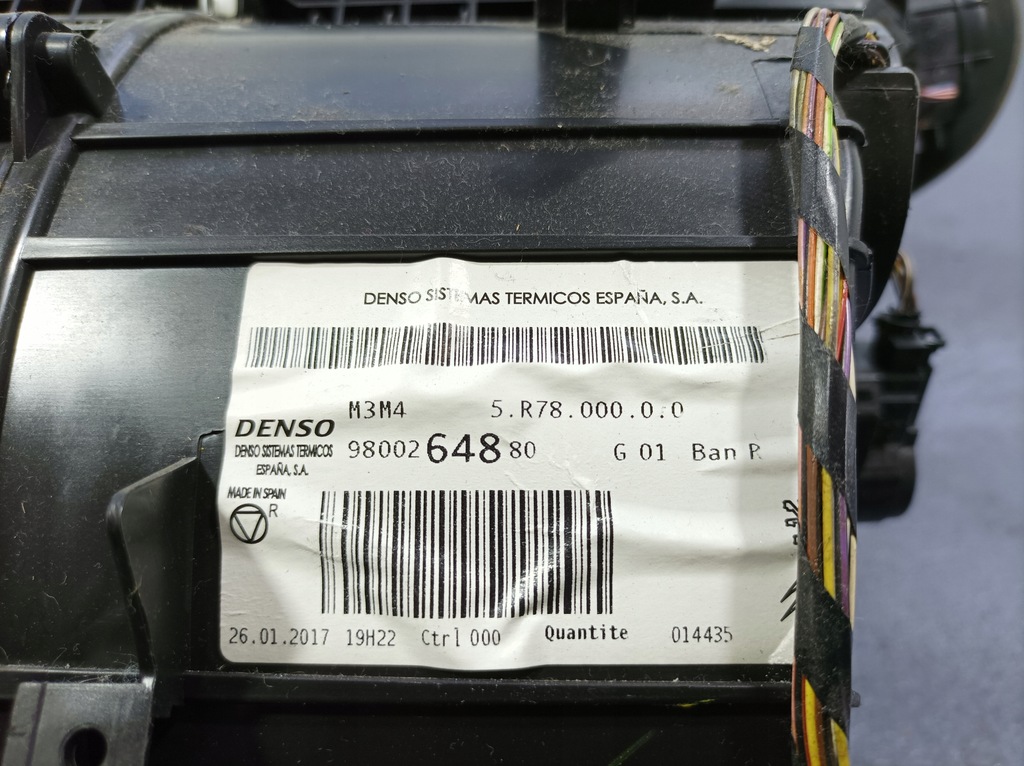 DENSO SISTEMAS TERMICOS ESPAÑA, S.A.
M3M4 5.R78.000.0.0
DENSO 9800264880 G 01 Ban R
DENSO SISTEMAS TERMICOS
ESPAÑA, S.A.
MADE IN SPAIN
R
26.01.2017 19H22 Ctrl 000 Quantite 014435